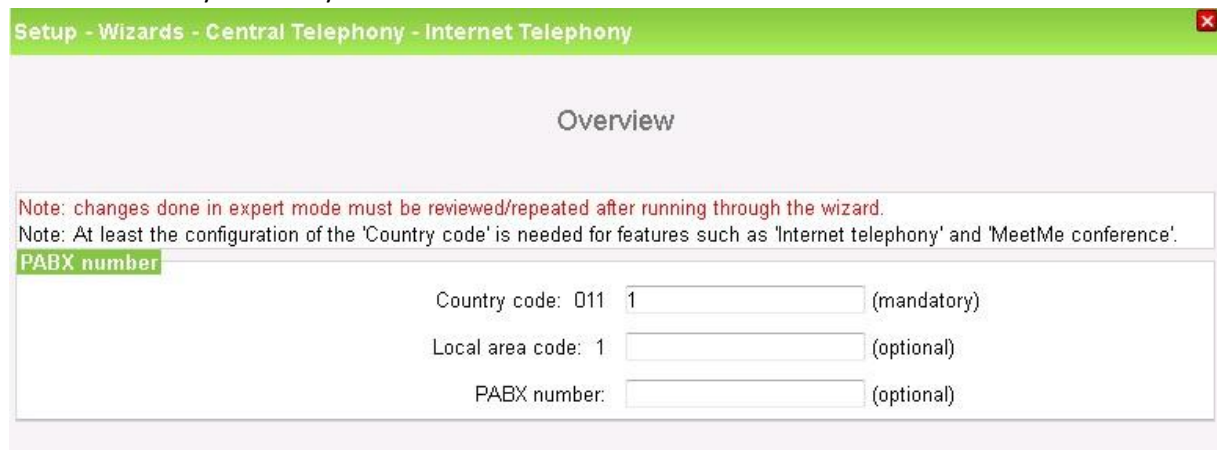 Setup - Wizards - Central Telephony - Internet Telephony
Overview
Note: changes done in expert mode must be reviewed/repeated after running through the wizard.
Note: At least the configuration of the 'Country code' is needed for features such as 'Internet telephony' and 'MeetMe conference'.
PABX number
Country code: 011 1 (mandatory)
Local area code: 1 (optional)
PABX number: (optional)